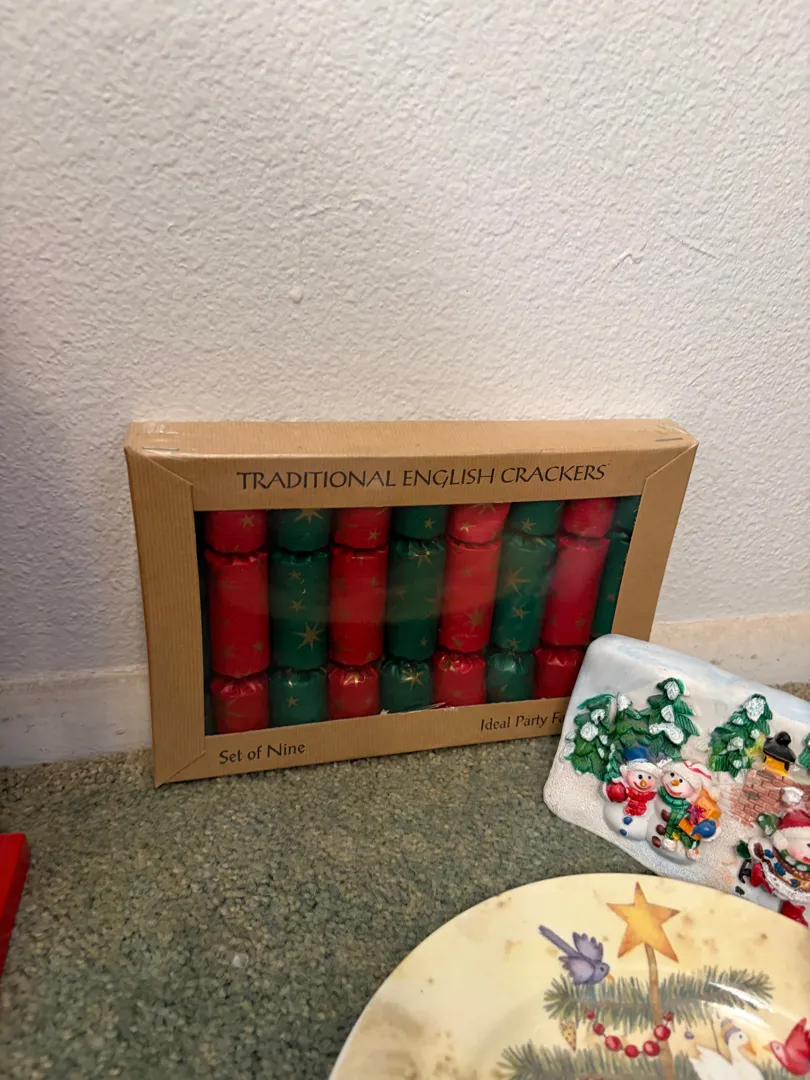 TRADITIONAL ENGLISH CRACKERS
Set of Nine
Ideal Party